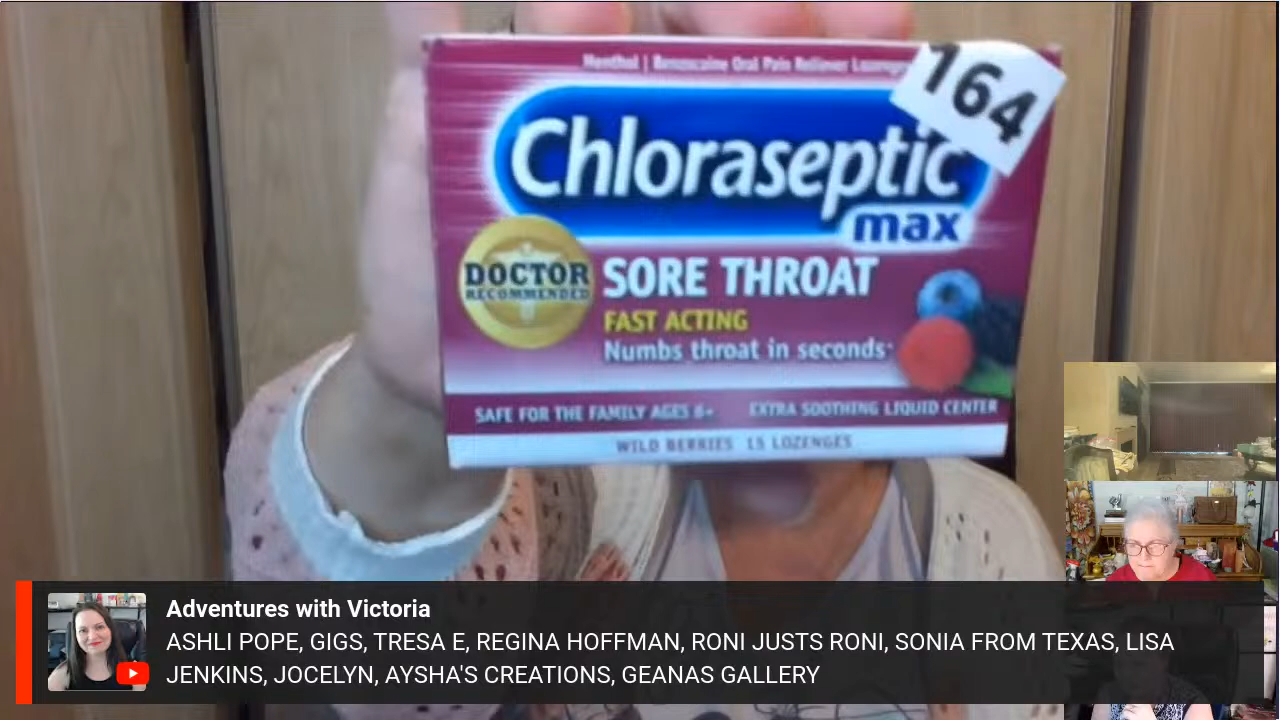 Menthol | Benzocaine Oral Pain Reliever
164
Chloraseptic
max
DOCTOR
RECOMMENDED
SORE THROAT
FAST ACTING
Numbs throat in seconds*
SAFE FOR THE FAMILY AGES 6+ EXTRA SOOTHING LIQUID CENTER
WILD BERRIES 15 LOZENGES
Adventures with Victoria
ASHLI POPE, GIGS, TRESA E, REGINA HOFFMAN, RONI JUSTS RONI, SONIA FROM TEXAS, LISA
JENKINS, JOCELYN, AYSHA'S CREATIONS, GEANAS GALLERY